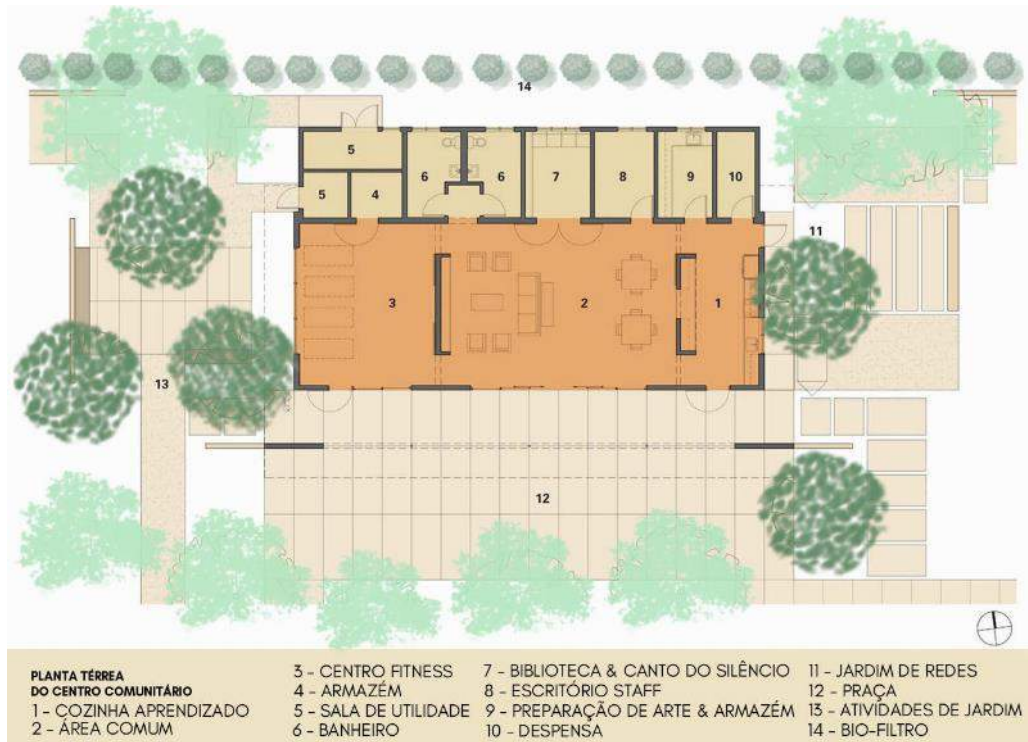 14
5
5
4
6
6
7
8
9
10
11
3
2
1
13
12
PLANTA TÉRREA
DO CENTRO COMUNITÁRIO
1 - COZINHA APRENDIZADO
2 - ÁREA COMUM
3 - CENTRO FITNESS
4 - ARMAZÉM
5 - SALA DE UTILIDADE
6 - BANHEIRO
7 - BIBLIOTECA & CANTO DO SILÊNCIO
8 - ESCRITÓRIO STAFF
9 - PREPARAÇÃO DE ARTE & ARMAZÉM
10 - DESPENSA
11 - JARDIM DE REDES
12 - PRAÇA
13 - ATIVIDADES DE JARDIM
14 - BIO-FILTRO